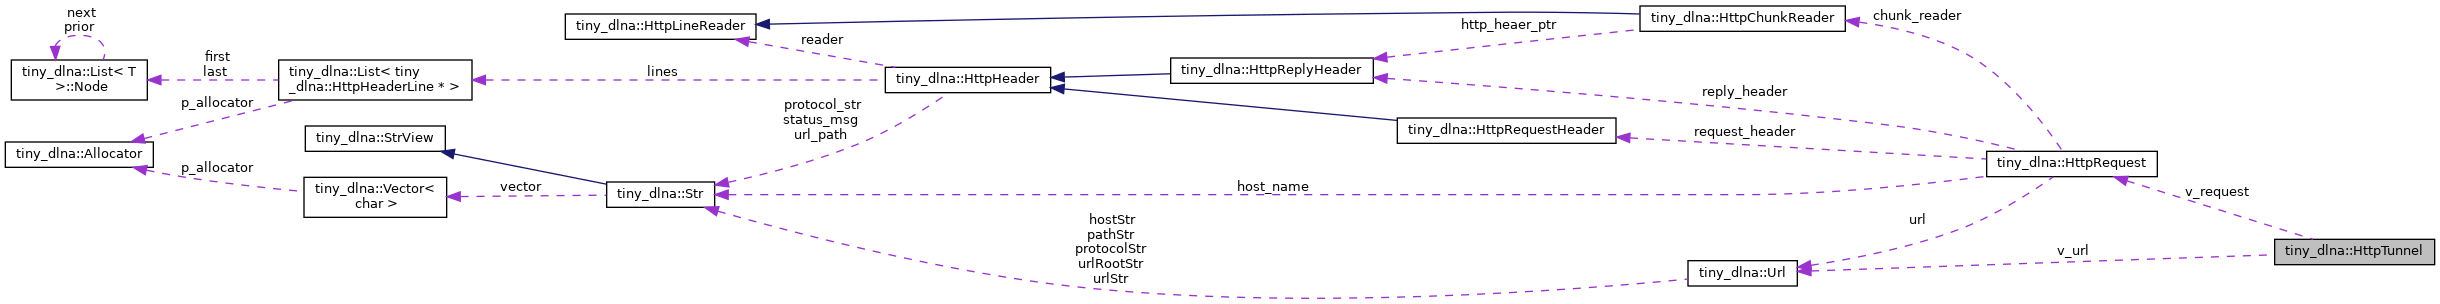 next
prior
tiny_dlna::List< T
>::Node
first
last
tiny_dlna::List< tiny
_dlna::HttpHeaderLine * >
p_allocator
tiny_dlna::Allocator
p_allocator
tiny_dlna::StrView
tiny_dlna::Vector<
char >
vector
tiny_dlna::Str
lines
tiny_dlna::HttpLineReader
reader
protocol_str
status_msg
url_path
tiny_dlna::HttpHeader
tiny_dlna::HttpReplyHeader
http_heaer_ptr
tiny_dlna::HttpChunkReader
chunk_reader
reply_header
tiny_dlna::HttpRequestHeader
request_header
tiny_dlna::HttpRequest
host_name
hostStr
pathStr
protocolStr
urlRootStr
urlStr
url
tiny_dlna::Url
v_request
v_url
tiny_dlna::HttpTunnel